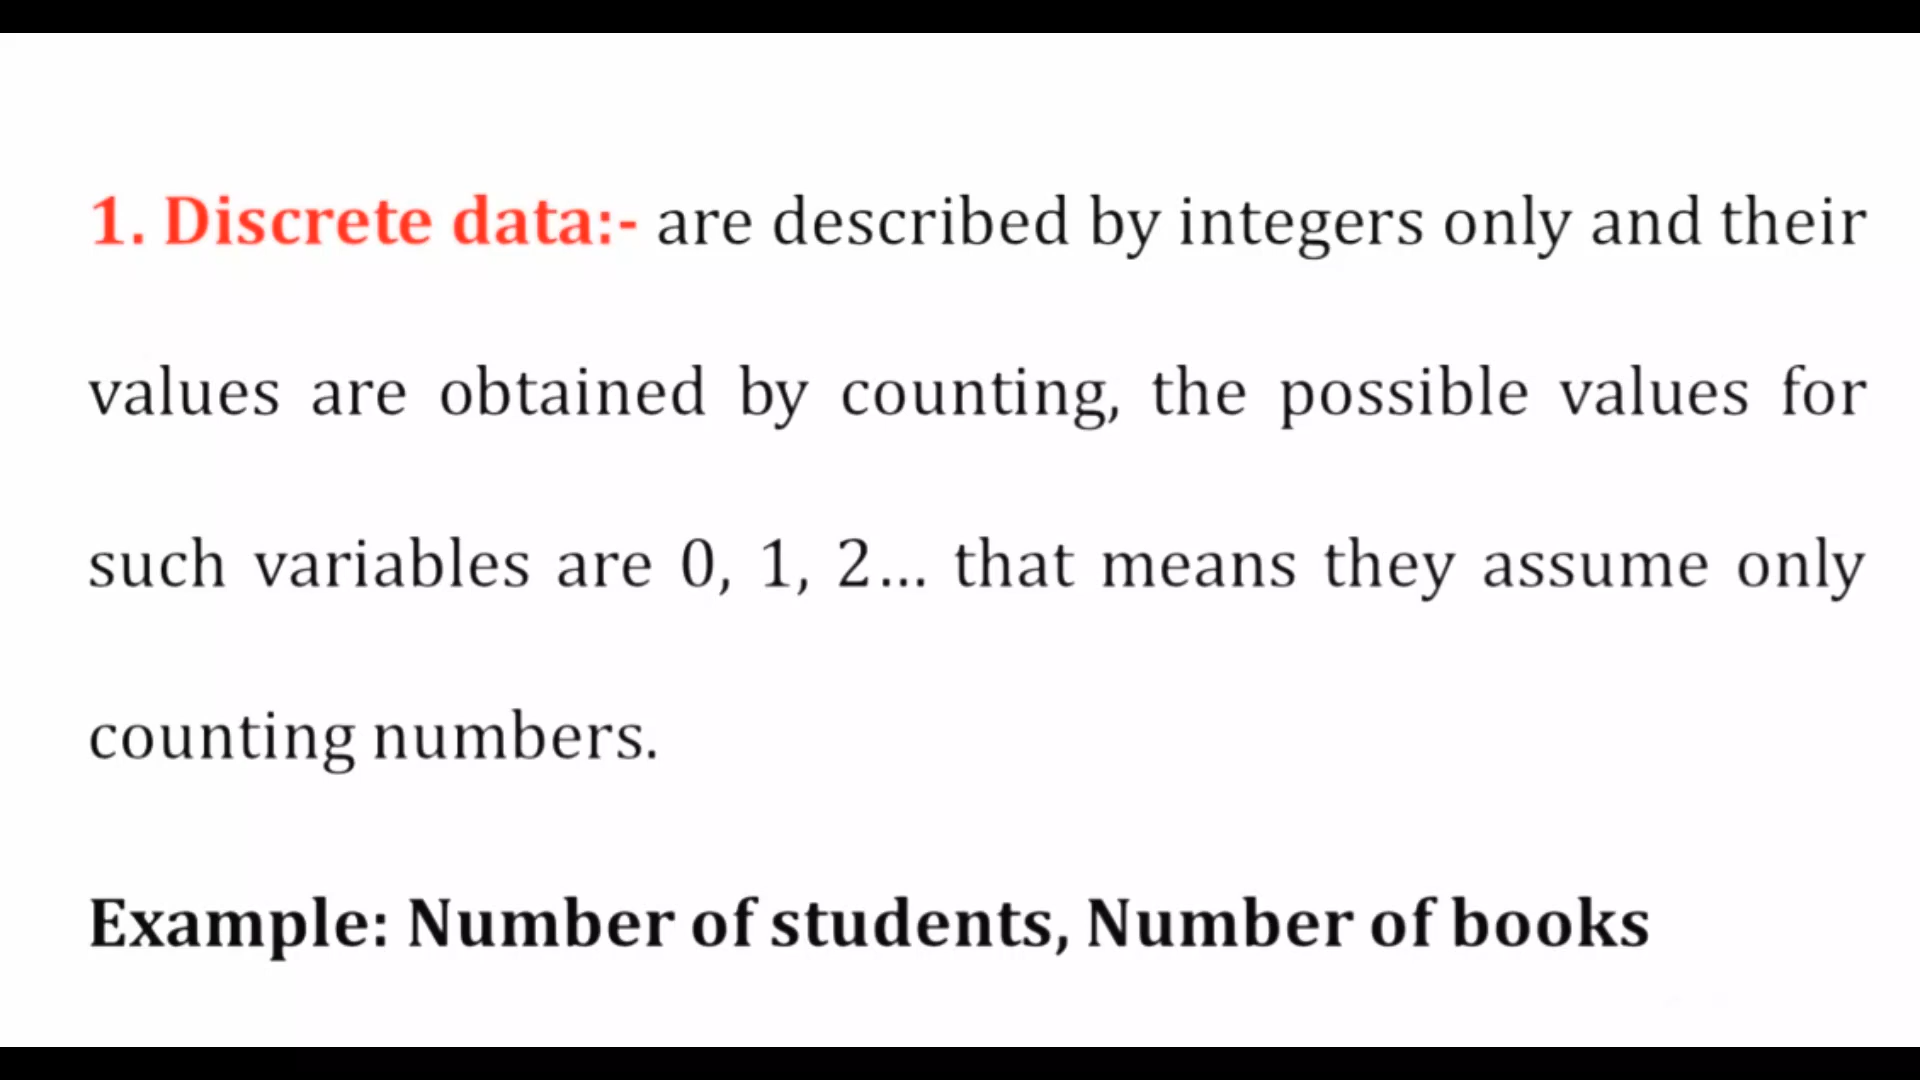 1. Discrete data:- are described by integers only and their
values are obtained by counting, the possible values for
such variables are 0, 1, 2... that means they assume only
counting numbers.
Example: Number of students, Number of books